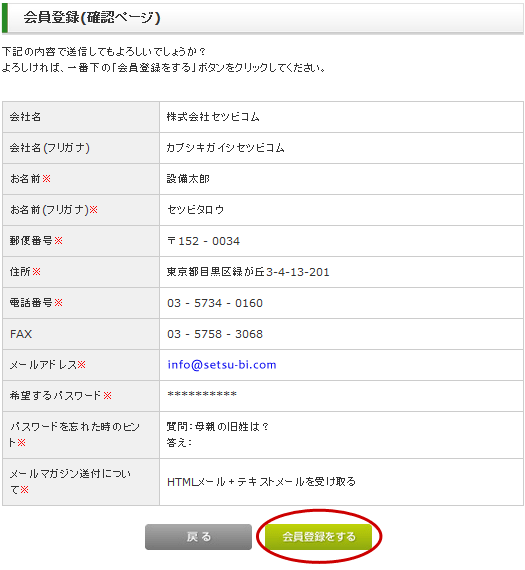 会員登録(確認ページ)
下記の内容で送信してもよろしいでしょうか?
よろしければ、一番下の「会員登録をする」ボタンをクリックしてください。
会社名 株式会社セツビコム
会社名(フリガナ) カブシキガイシセツビコム
お名前※ 設備太郎
お名前(フリガナ)※ セツビタロウ
郵便番号※ 〒152 - 0034
住所※ 東京都目黒区緑が丘3-4-13-201
電話番号※ 03 - 5734 - 0160
FAX 03 - 5758 - 3068
メールアドレス※ info@setsu-bi.com
希望するパスワード※ **********
パスワードを忘れた時のヒン
ト※
質問:母親の旧姓は?
答え:
メールマガジン送付につい
て※
HTMLメール + テキストメールを受け取る
戻る 会員登録をする